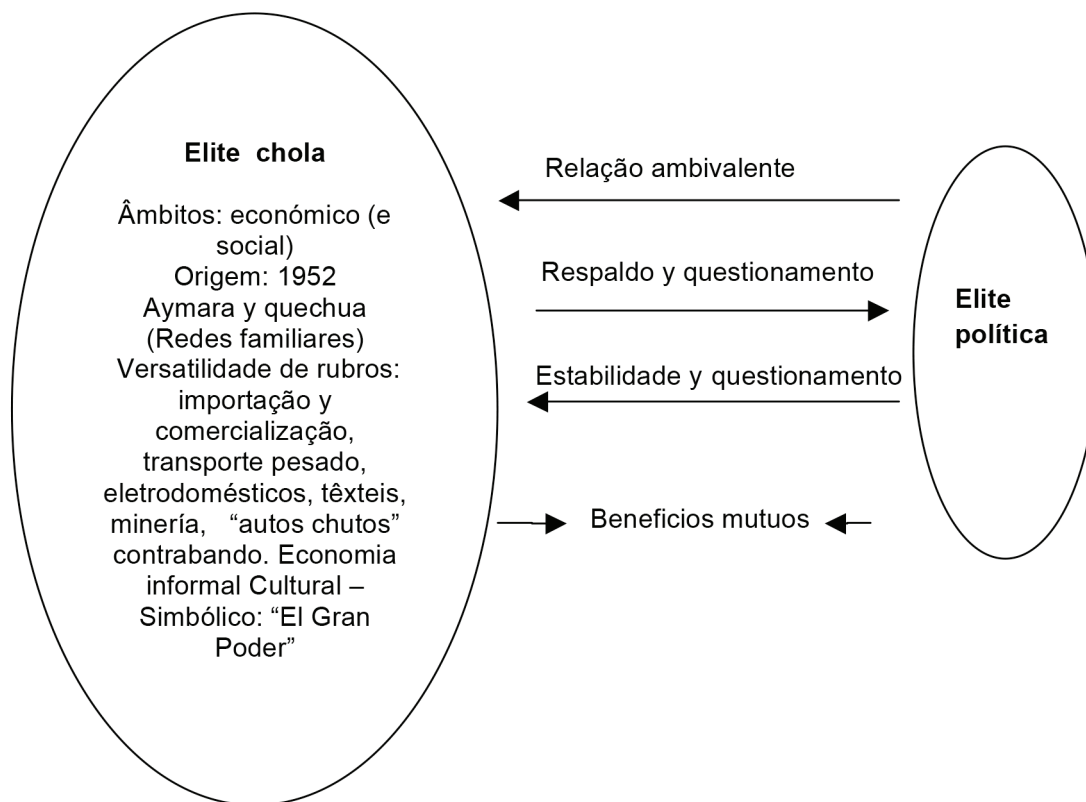 Elite chola
Âmbitos: económico (e
social)
Origem: 1952
Aymara y quechua
(Redes familiares)
Versatilidade de rubros:
importação y
comercialização,
transporte pesado,
eletrodomésticos, têxteis,
minería, “autos chutos”
contrabando. Economia
informal Cultural –
Simbólico: “El Gran
Poder”
Relação ambivalente
Respaldo y questionamento
Estabilidade y questionamento
Beneficios mutuos
Elite
política